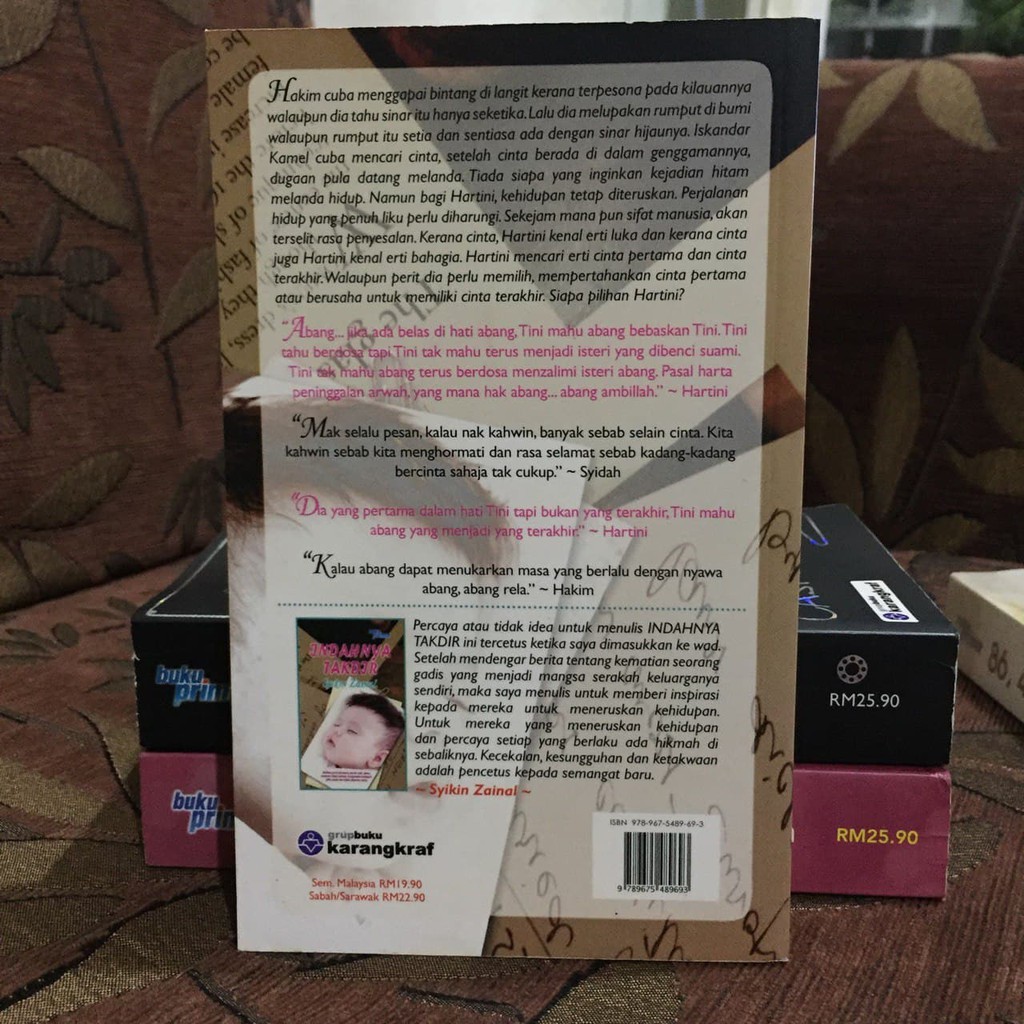 Hakim cuba menggapai bintang di langit kerana terpesona pada kilauannya
walaupun dia tahu sinar itu hanya seketika. Lalu dia melupakan rumput di bumi
walaupun rumput itu setia dan sentiasa ada dengan sinar hijaunya. Iskandar
Kamel cuba mencari cinta, setelah cinta berada di dalam genggamannya,
dugaan pula datang melanda. Tiada siapa yang inginkan kejadian hitam
melanda hidup. Namun bagi Hartini, kehidupan tetap diteruskan. Perjalanan
hidup yang penuh liku perlu diharungi. Sekejam mana pun sifat manusia, akan
terselit rasa penyesalan. Kerana cinta, Hartini kenal erti luka dan kerana cinta
juga Hartini kenal erti bahagia. Hartini mencari erti cinta pertama dan cinta
terakhir. Walaupun perit dia perlu memilih, mempertahankan cinta pertama
atau berusaha untuk memiliki cinta terakhir. Siapa pilihan Hartini?
“Abang... jika ada belas di hati abang, Tini mahu abang bebaskan Tini. Tini
tahu berdosa tapi Tini tak mahu terus menjadi isteri yang dibenci suami.
Tini tak mahu abang terus berdosa menzalimi isteri abang. Pasal harta
peninggalan arwah, yang mana hak abang... abang ambillah.” ~ Hartini
“Mak selalu pesan, kalau nak kahwin, banyak sebab selain cinta. Kita
kahwin sebab kita menghormati dan rasa selamat sebab kadang-kadang
bercinta sahaja tak cukup.” ~ Syidah
“Dia yang pertama dalam hati Tini tapi bukan yang terakhir, Tini mahu
abang yang menjadi yang terakhir.” ~ Hartini
“Kalau abang dapat menukarkan masa yang berlalu dengan nyawa
abang, abang rela.” ~ Hakim
INDAHNYA
TAKDIR
Percaya atau tidak idea untuk menulis INDAHNYA
TAKDIR ini tercetus ketika saya dimasukkan ke wad.
Setelah mendengar berita tentang kematian seorang
gadis yang menjadi mangsa serakah keluarganya
sendiri, maka saya menulis untuk memberi inspirasi
kepada mereka untuk meneruskan kehidupan.
Untuk mereka yang meneruskan kehidupan
dan percaya setiap yang berlaku ada hikmah di
sebaliknya. Kecekalan, kesungguhan dan ketakwaan
adalah pencetus kepada semangat baru.
~ Syikin Zainal ~
grupbuku
karangkraf
Sem. Malaysia RM19.90
Sabah/Sarawak RM22.90
ISBN 978-967-5489-69-3
9 789675 489693
buku
prim
RM25.90
karangkraf
buku
prin
RM25.90
86,